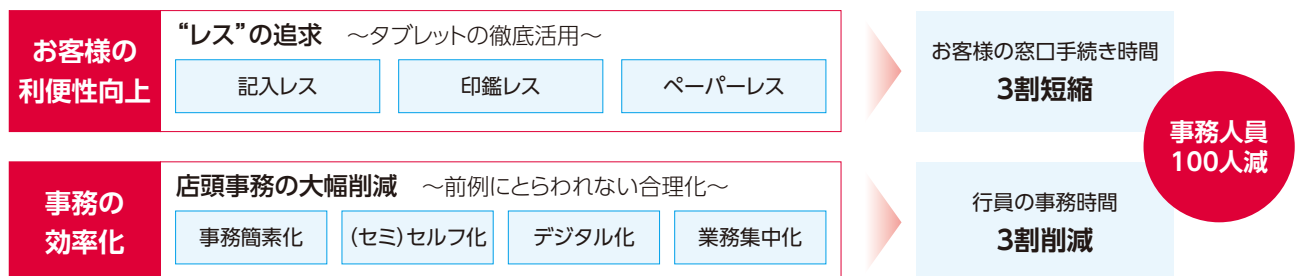 お客様の
利便性向上
“レス”の追求 ～タブレットの徹底活用～
記入レス
印鑑レス
ペーパーレス
お客様の窓口手続き時間
3割短縮
事務の
効率化
店頭事務の大幅削減 ～前例にとらわれない合理化～
事務簡素化
(セミ)セルフ化
デジタル化
業務集中化
行員の事務時間
3割削減
事務人員
100人減